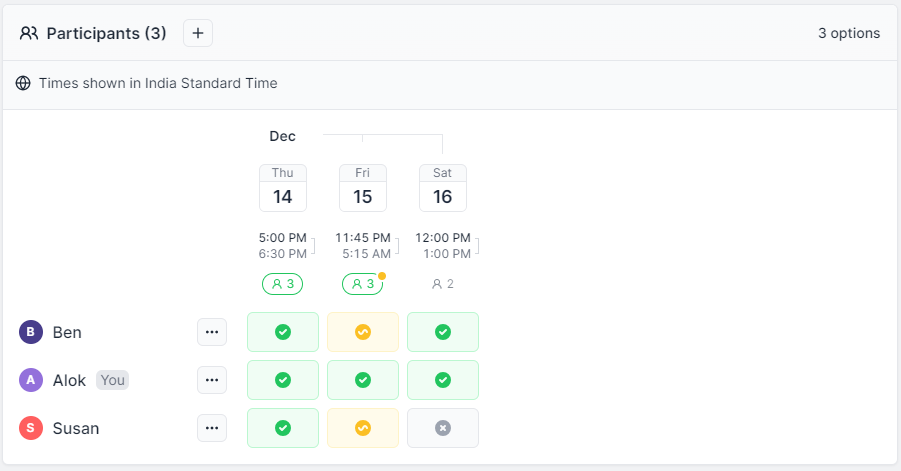 Participants (3) + 3 options
Times shown in India Standard Time
Dec
Thu Fri Sat
14 15 16
5:00 PM 11:45 PM 12:00 PM
6:30 PM 5:15 AM 1:00 PM
3 3 2
B Ben
A Alok You
S Susan